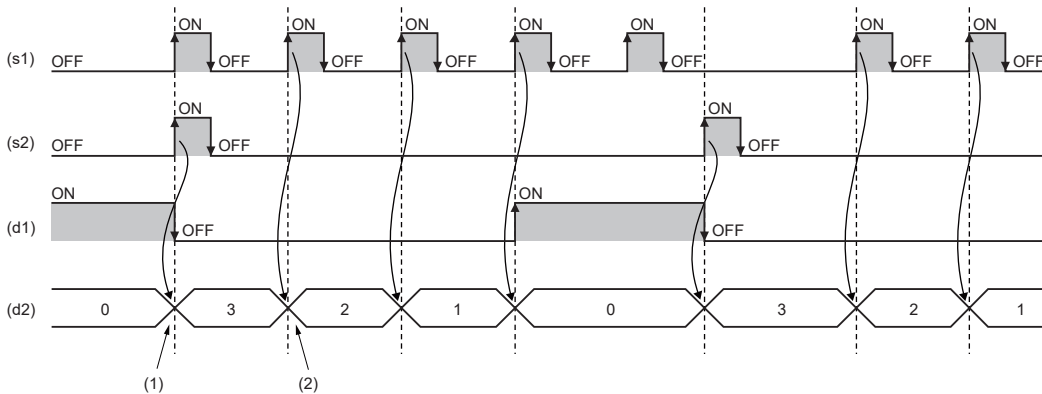 ON ON ON ON ON ON ON
(s1) OFF OFF OFF OFF OFF OFF OFF OFF
ON ON
(s2) OFF OFF OFF
ON ON
(d1) OFF OFF
(d2) 0 3 2 1 0 3 2 1
(1) (2)